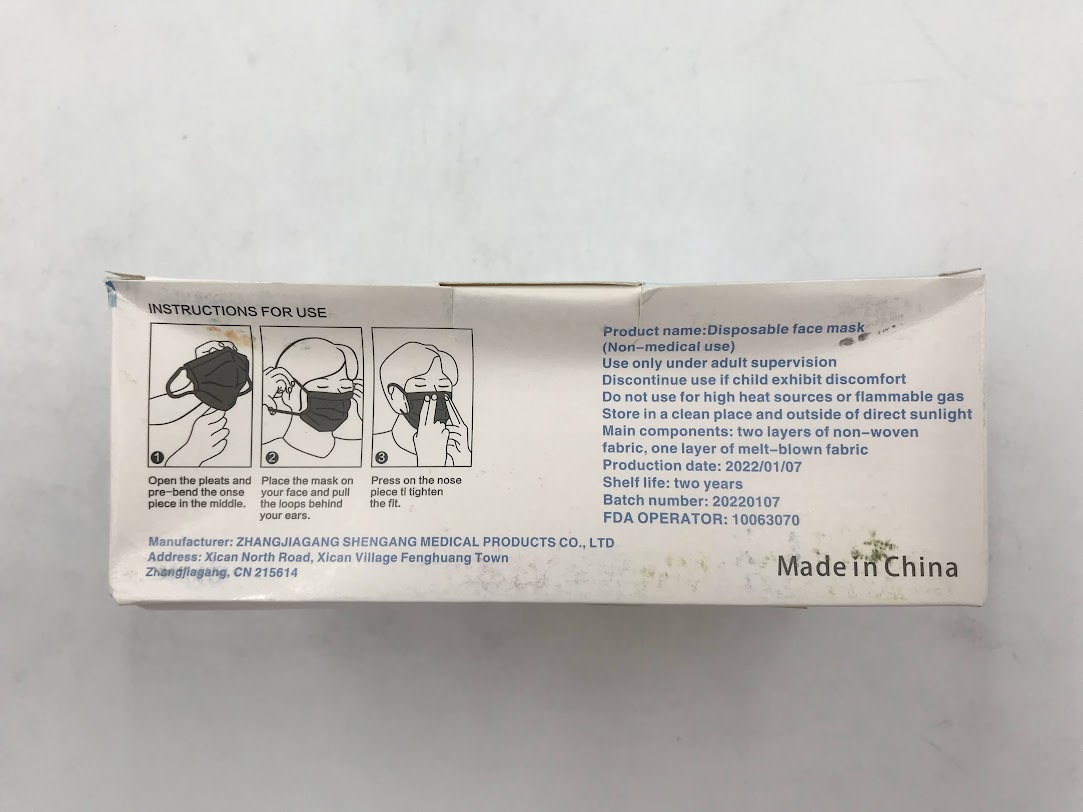 INSTRUCTIONS FOR USE
1
2
3
Open the pleats and
pre-bend the onse
piece in the middle.
Place the mask on
your face and pull
the loops behind
your ears.
Press on the nose
piece ti tighten
the fit.
Manufacturer: ZHANGJIAGANG SHENGANG MEDICAL PRODUCTS CO., LTD
Address: Xican North Road, Xican Village Fenghuang Town
Zhangjiagang, CN 215614
Product name:Disposable face mask
(Non-medical use)
Use only under adult supervision
Discontinue use if child exhibit discomfort
Do not use for high heat sources or flammable gas
Store in a clean place and outside of direct sunlight
Main components: two layers of non-woven
fabric, one layer of melt-blown fabric
Production date: 2022/01/07
Shelf life: two years
Batch number: 20220107
FDA OPERATOR: 10063070
Made in China